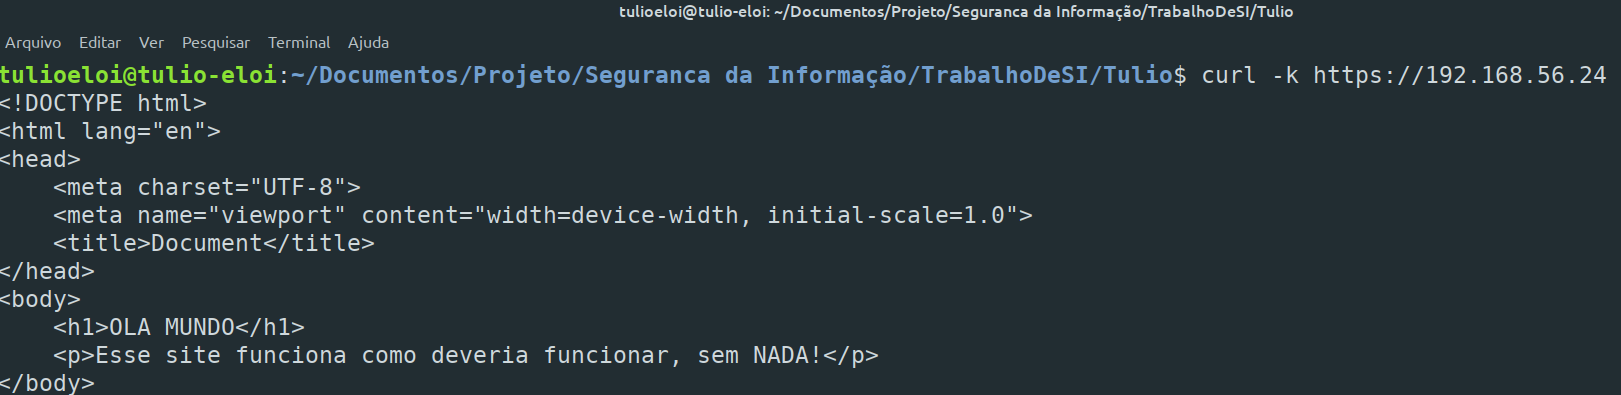 tulioeloi@tulio-eloi: ~/Documentos/Projeto/Seguranca da Informação/TrabalhoDeSI/Tulio
Arquivo Editar Ver Pesquisar Terminal Ajuda
tulioeloi@tulio-eloi:~/Documentos/Projeto/Seguranca da Informação/TrabalhoDeSI/Tulio$ curl -k https://192.168.56.24
<!DOCTYPE html>
<html lang="en">
<head>
    <meta charset="UTF-8">
    <meta name="viewport" content="width=device-width, initial-scale=1.0">
    <title>Document</title>
</head>
<body>
    <h1>OLA MUNDO</h1>
    <p>Esse site funciona como deveria funcionar, sem NADA!</p>
</body>